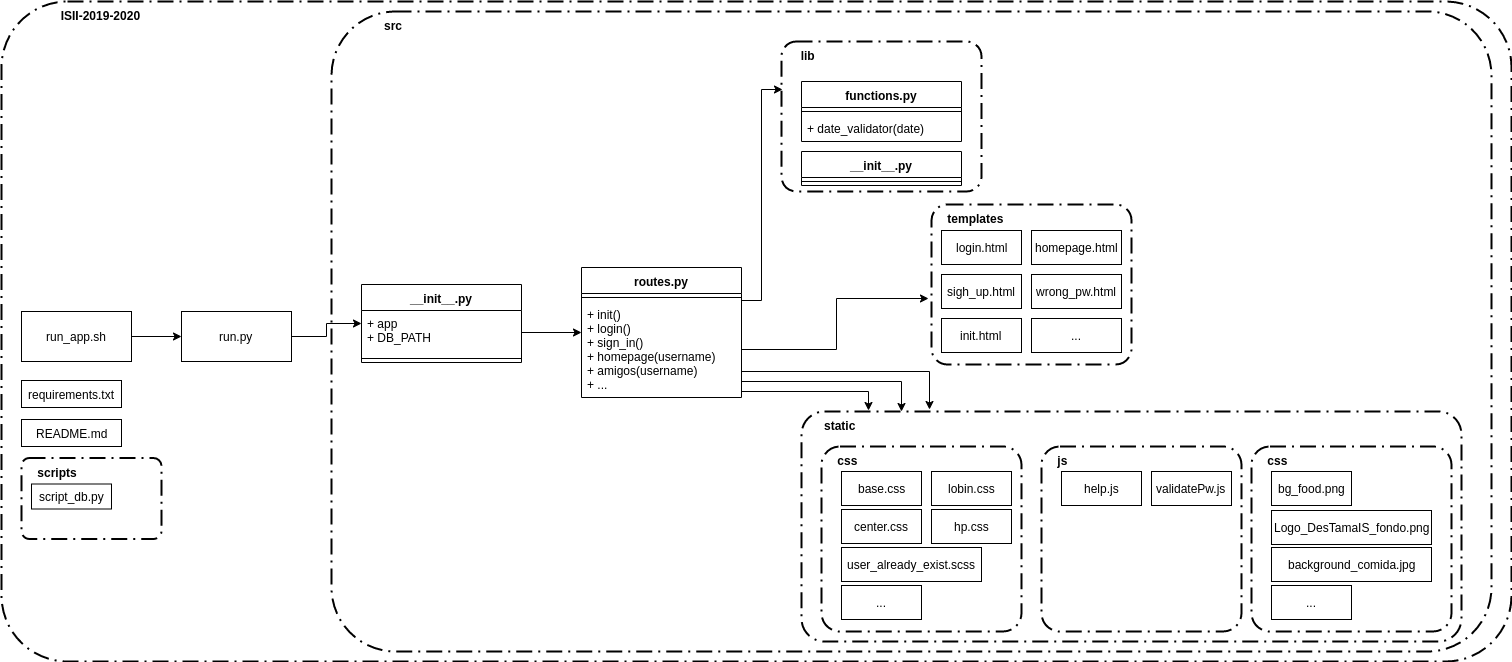 ISII-2019-2020
src
lib
functions.py
+ date_validator(date)
__init__.py
templates
login.html
homepage.html
sigh_up.html
wrong_pw.html
init.html
...
run_app.sh
run.py
__init__.py
+ app
+ DB_PATH
routes.py
+ init()
+ login()
+ sign_in()
+ homepage(username)
+ amigos(username)
+ ...
requirements.txt
README.md
scripts
script_db.py
static
css
base.css
lobin.css
center.css
hp.css
user_already_exist.scss
...
js
help.js
validatePw.js
css
bg_food.png
Logo_DesTamaIS_fondo.png
background_comida.jpg
...